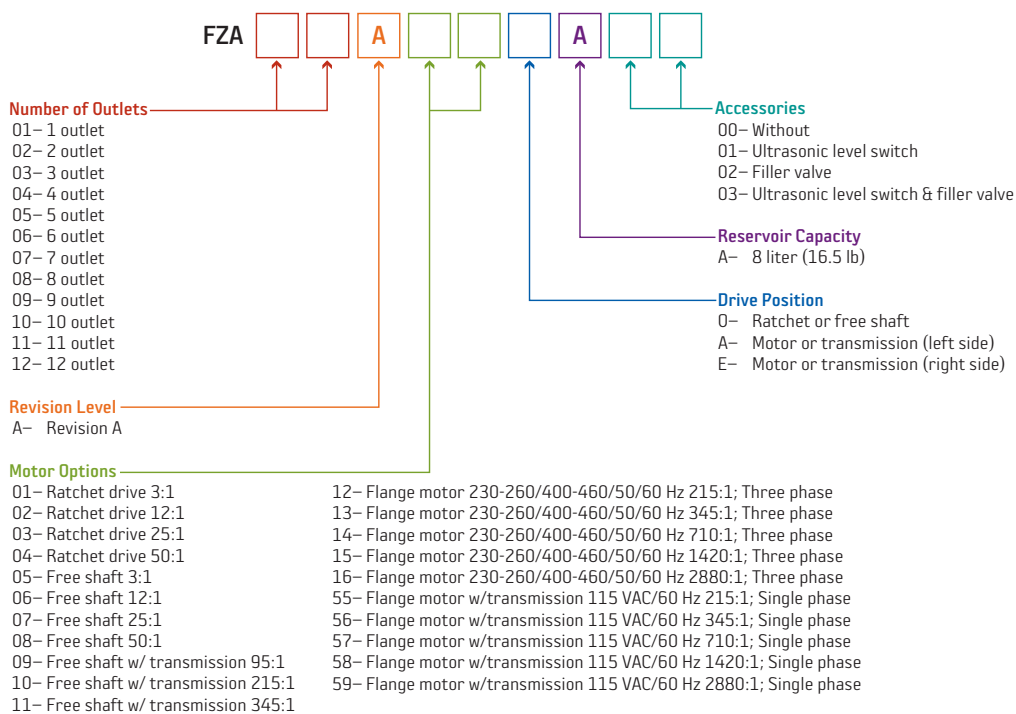 FZA A A
Number of Outlets
01– 1 outlet
02– 2 outlet
03– 3 outlet
04– 4 outlet
05– 5 outlet
06– 6 outlet
07– 7 outlet
08– 8 outlet
09– 9 outlet
10– 10 outlet
11– 11 outlet
12– 12 outlet
Revision Level
A– Revision A
Motor Options
01– Ratchet drive 3:1
02– Ratchet drive 12:1
03– Ratchet drive 25:1
04– Ratchet drive 50:1
05– Free shaft 3:1
06– Free shaft 12:1
07– Free shaft 25:1
08– Free shaft 50:1
09– Free shaft w/ transmission 95:1
10– Free shaft w/ transmission 215:1
11– Free shaft w/ transmission 345:1
12– Flange motor 230-260/400-460/50/60 Hz 215:1; Three phase
13– Flange motor 230-260/400-460/50/60 Hz 345:1; Three phase
14– Flange motor 230-260/400-460/50/60 Hz 710:1; Three phase
15– Flange motor 230-260/400-460/50/60 Hz 1420:1; Three phase
16– Flange motor 230-260/400-460/50/60 Hz 2880:1; Three phase
55– Flange motor w/transmission 115 VAC/60 Hz 215:1; Single phase
56– Flange motor w/transmission 115 VAC/60 Hz 345:1; Single phase
57– Flange motor w/transmission 115 VAC/60 Hz 710:1; Single phase
58– Flange motor w/transmission 115 VAC/60 Hz 1420:1; Single phase
59– Flange motor w/transmission 115 VAC/60 Hz 2880:1; Single phase
Accessories
00– Without
01– Ultrasonic level switch
02– Filler valve
03– Ultrasonic level switch & filler valve
Reservoir Capacity
A– 8 liter (16.5 lb)
Drive Position
0– Ratchet or free shaft
A– Motor or transmission (left side)
E– Motor or transmission (right side)